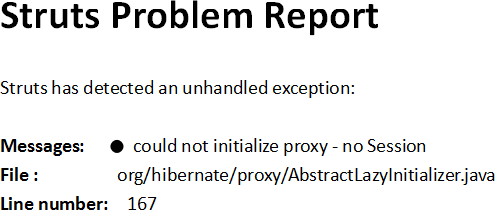 Struts Problem Report
Struts has detected an unhandled exception:
Messages: ● could not initialize proxy - no Session
File : org/hibernate/proxy/AbstractLazyInitializer.java
Line number: 167